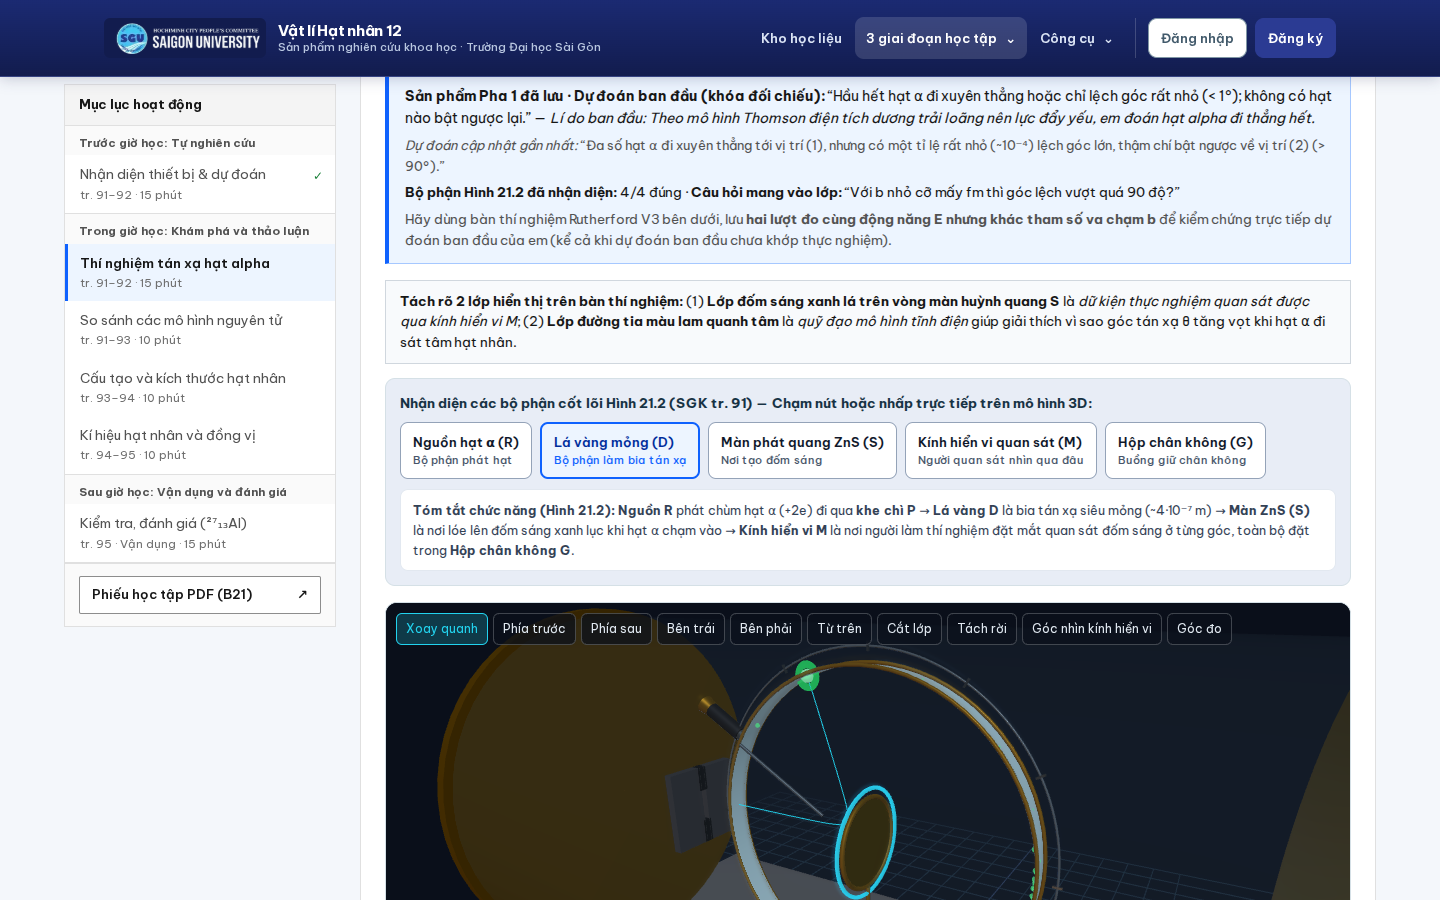 HOCHIMINH CITY PEOPLE'S COMMITTEE
SGU SAIGON UNIVERSITY
Vật lí Hạt nhân 12
Sản phẩm nghiên cứu khoa học · Trường Đại học Sài Gòn
Kho học liệu
3 giai đoạn học tập
Công cụ
Đăng nhập
Đăng ký
Mục lục hoạt động
Trước giờ học: Tự nghiên cứu
Nhận diện thiết bị & dự đoán ✓
tr. 91–92 · 15 phút
Trong giờ học: Khám phá và thảo luận
Thí nghiệm tán xạ hạt alpha
tr. 91–92 · 15 phút
So sánh các mô hình nguyên tử
tr. 91–93 · 10 phút
Cấu tạo và kích thước hạt nhân
tr. 93–94 · 10 phút
Kí hiệu hạt nhân và đồng vị
tr. 94–95 · 10 phút
Sau giờ học: Vận dụng và đánh giá
Kiểm tra, đánh giá (²⁷₁₃Al)
tr. 95 · Vận dụng · 15 phút
Phiếu học tập PDF (B21) ↗
Sản phẩm Pha 1 đã lưu · Dự đoán ban đầu (khóa đối chiếu): “Hầu hết hạt α đi xuyên thẳng hoặc chỉ lệch góc rất nhỏ (< 1°); không có hạt
nào bật ngược lại.” — Lí do ban đầu: Theo mô hình Thomson điện tích dương trải loãng nên lực đẩy yếu, em đoán hạt alpha đi thẳng hết.
Dự đoán cập nhật gần nhất: “Đa số hạt α đi xuyên thẳng tới vị trí (1), nhưng có một tỉ lệ rất nhỏ (~10⁻⁴) lệch góc lớn, thậm chí bật ngược về vị trí (2) (>
90°).”
Bộ phận Hình 21.2 đã nhận diện: 4/4 đúng · Câu hỏi mang vào lớp: “Với b nhỏ cỡ mấy fm thì góc lệch vượt quá 90 độ?”
Hãy dùng bàn thí nghiệm Rutherford V3 bên dưới, lưu hai lượt đo cùng động năng E nhưng khác tham số va chạm b để kiểm chứng trực tiếp dự
đoán ban đầu của em (kể cả khi dự đoán ban đầu chưa khớp thực nghiệm).
Tách rõ 2 lớp hiển thị trên bàn thí nghiệm: (1) Lớp đốm sáng xanh lá trên vòng màn huỳnh quang S là dữ kiện thực nghiệm quan sát được
qua kính hiển vi M; (2) Lớp đường tia màu lam quanh tâm là quỹ đạo mô hình tĩnh điện giúp giải thích vì sao góc tán xạ θ tăng vọt khi hạt α đi
sát tâm hạt nhân.
Nhận diện các bộ phận cốt lõi Hình 21.2 (SGK tr. 91) — Chạm nút hoặc nhấp trực tiếp trên mô hình 3D:
Nguồn hạt α (R)
Bộ phận phát hạt
Lá vàng mỏng (D)
Bộ phận làm bia tán xạ
Màn phát quang ZnS (S)
Nơi tạo đốm sáng
Kính hiển vi quan sát (M)
Người quan sát nhìn qua đâu
Hộp chân không (G)
Buồng giữ chân không
Tóm tắt chức năng (Hình 21.2): Nguồn R phát chùm hạt α (+2e) đi qua khe chì P → Lá vàng D là bia tán xạ siêu mỏng (~4·10⁻⁷ m) → Màn ZnS (S)
là nơi lóe lên đốm sáng xanh lục khi hạt α chạm vào → Kính hiển vi M là nơi người làm thí nghiệm đặt mắt quan sát đốm sáng ở từng góc, toàn bộ đặt
trong Hộp chân không G.
Xoay quanh
Phía trước
Phía sau
Bên trái
Bên phải
Từ trên
Cắt lớp
Tách rời
Góc nhìn kính hiển vi
Góc đo